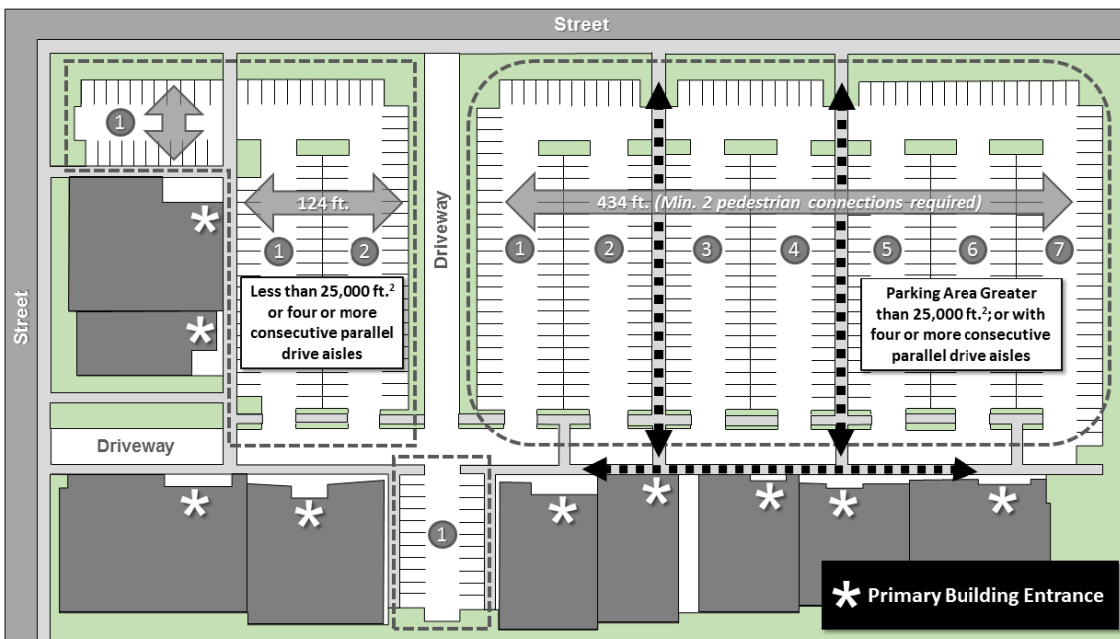 Street
Street
Driveway
Driveway
1
124 ft.
1
2
Less than 25,000 ft.²
or four or more
consecutive parallel
drive aisles
434 ft. (Min. 2 pedestrian connections required)
1
2
3
4
5
6
7
Parking Area Greater
than 25,000 ft.²; or with
four or more consecutive
parallel drive aisles
1
* Primary Building Entrance